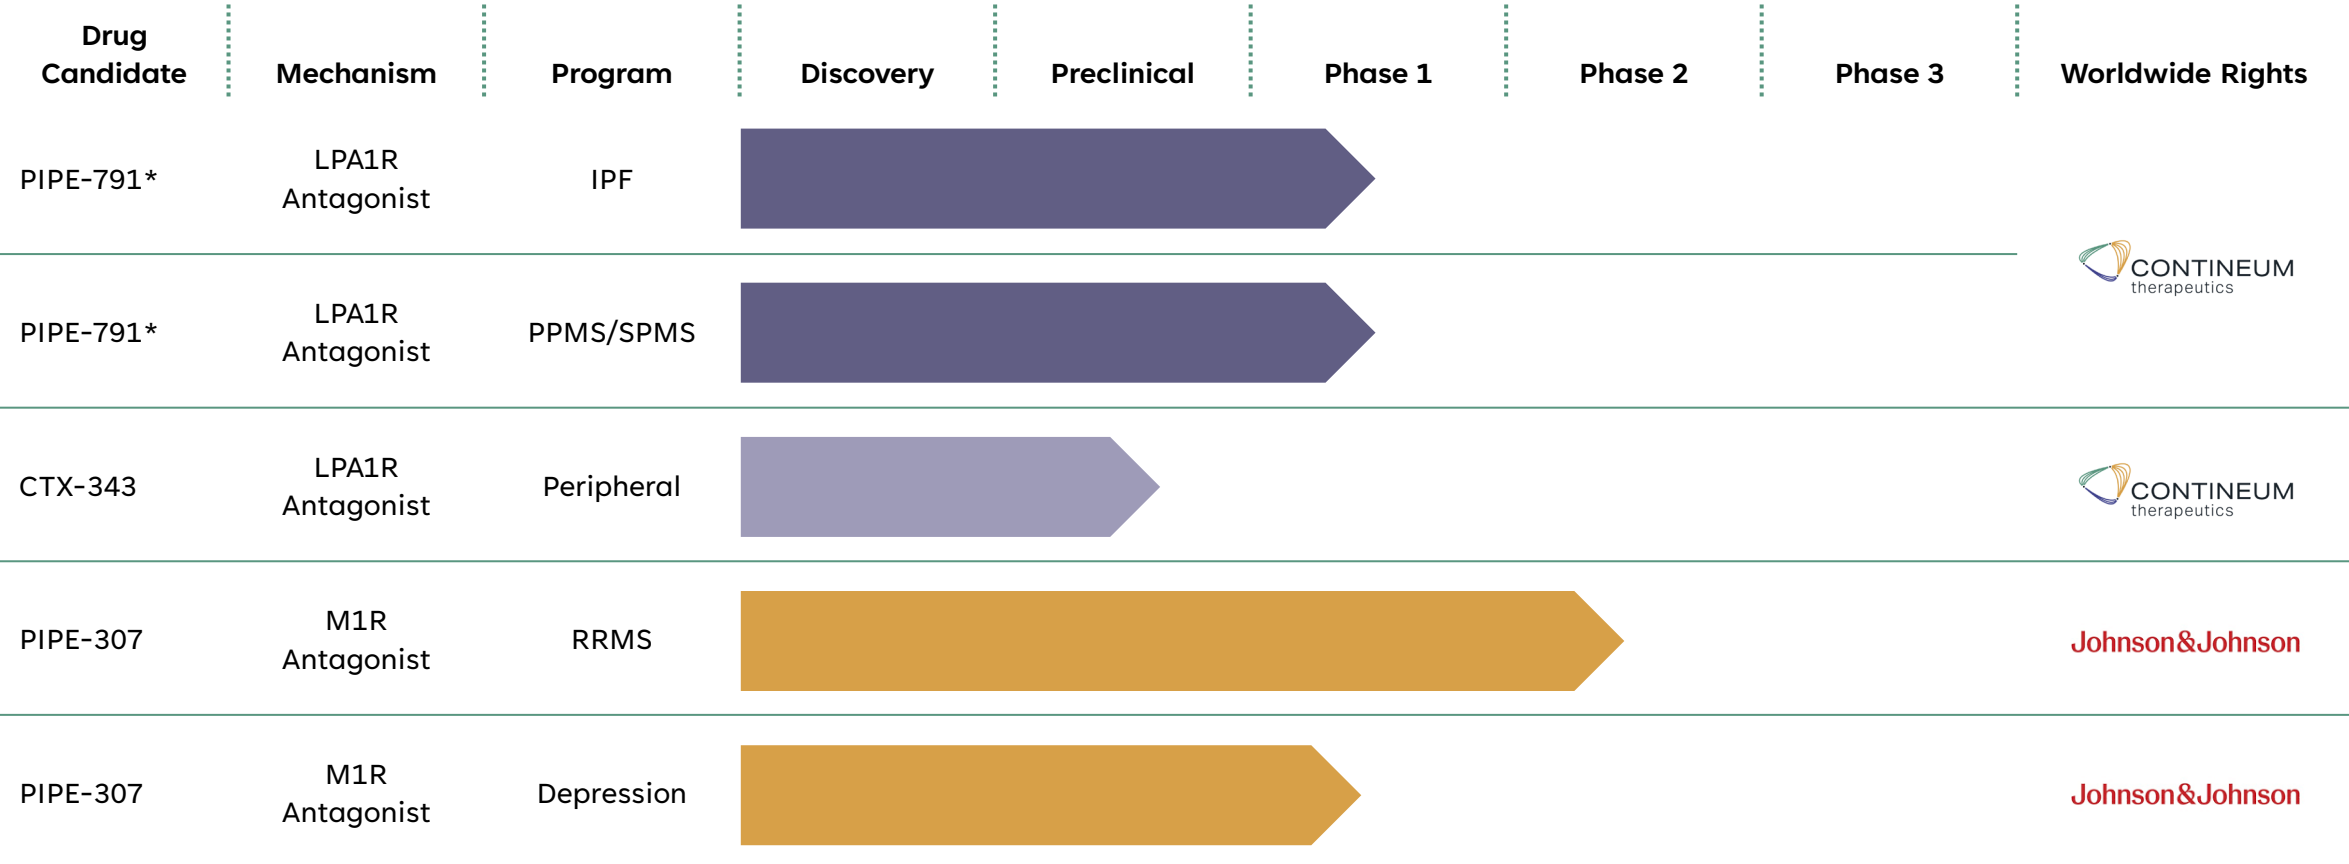 Drug
Candidate
Mechanism
Program
Discovery
Preclinical
Phase 1
Phase 2
Phase 3
Worldwide Rights
PIPE-791*
LPA1R
Antagonist
IPF
CONTINEUM
therapeutics
PIPE-791*
LPA1R
Antagonist
PPMS/SPMS
CTX-343
LPA1R
Antagonist
Peripheral
CONTINEUM
therapeutics
PIPE-307
M1R
Antagonist
RRMS
Johnson&Johnson
PIPE-307
M1R
Antagonist
Depression
Johnson&Johnson